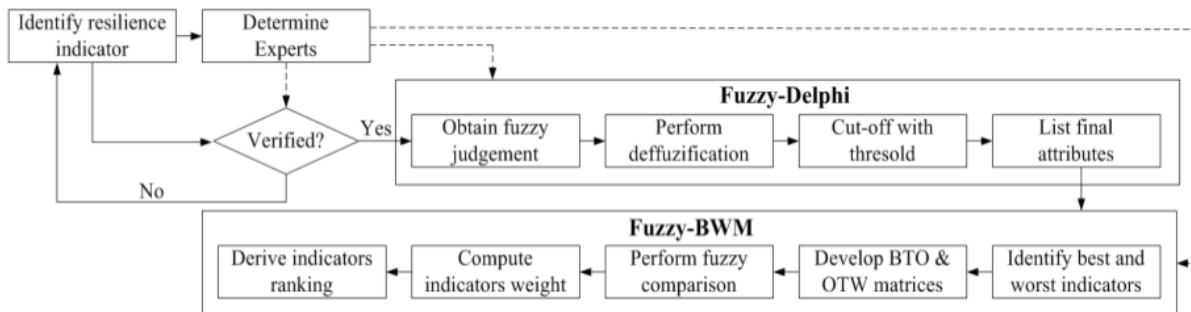 Identify resilience
indicator
Determine
Experts
Verified?
Yes
No
Fuzzy-Delphi
Obtain fuzzy
judgement
Perform
deffuzification
Cut-off with
thresold
List final
attributes
Fuzzy-BWM
Derive indicators
ranking
Compute
indicators weight
Perform fuzzy
comparison
Develop BTO &
OTW matrices
Identify best and
worst indicators